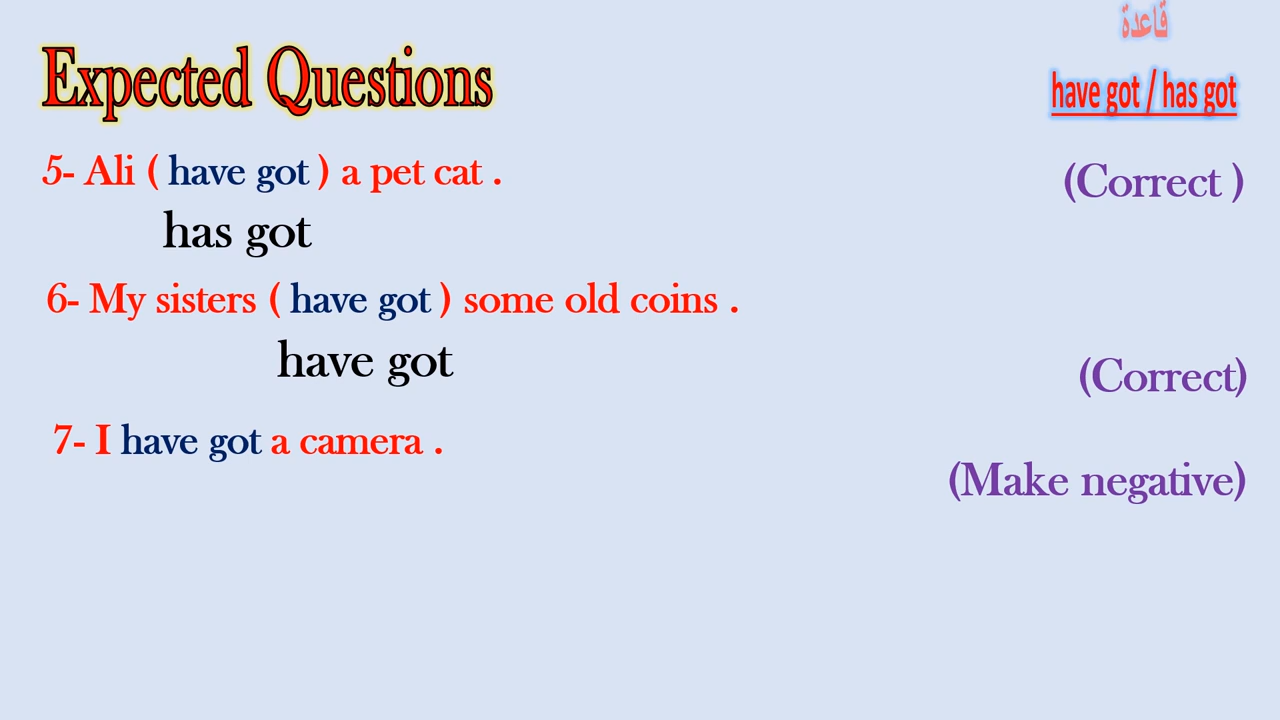 قاعدة
Expected Questions
have got / has got
5- Ali ( have got ) a pet cat .
(Correct )
has got
6- My sisters ( have got ) some old coins .
have got
(Correct)
7- I have got a camera .
(Make negative)